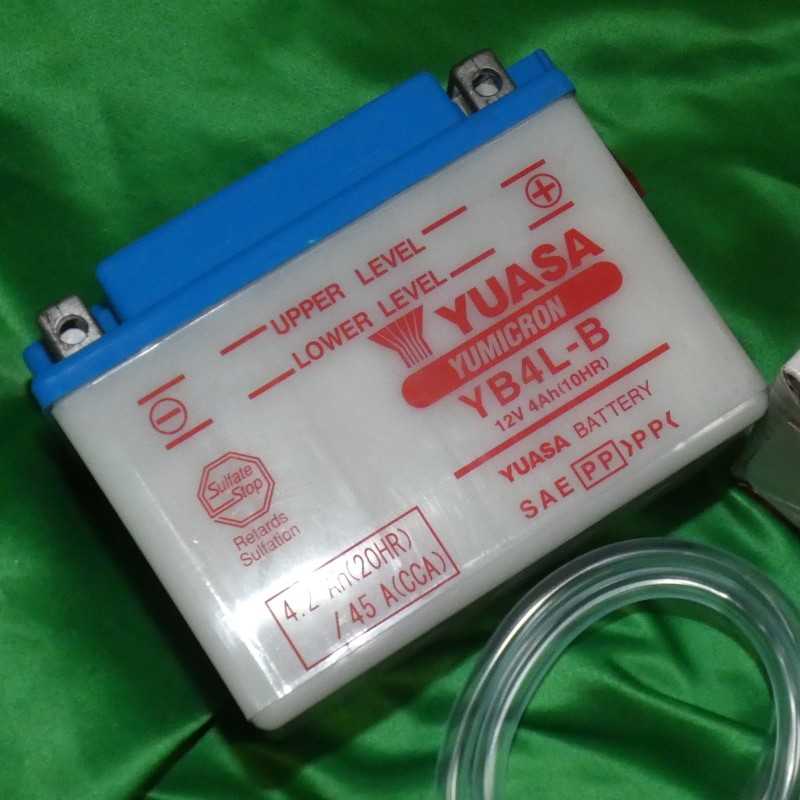 UPPER LEVEL
LOWER LEVEL
YUASA
YUMICRON
YB4L-B
12V 4Ah(10HR)
YUASA BATTERY
SAE PP >PP<
Sulfate
Stop
Retards
Sulfation
4.2 Ah(20HR)
/ 45 A(CCA)